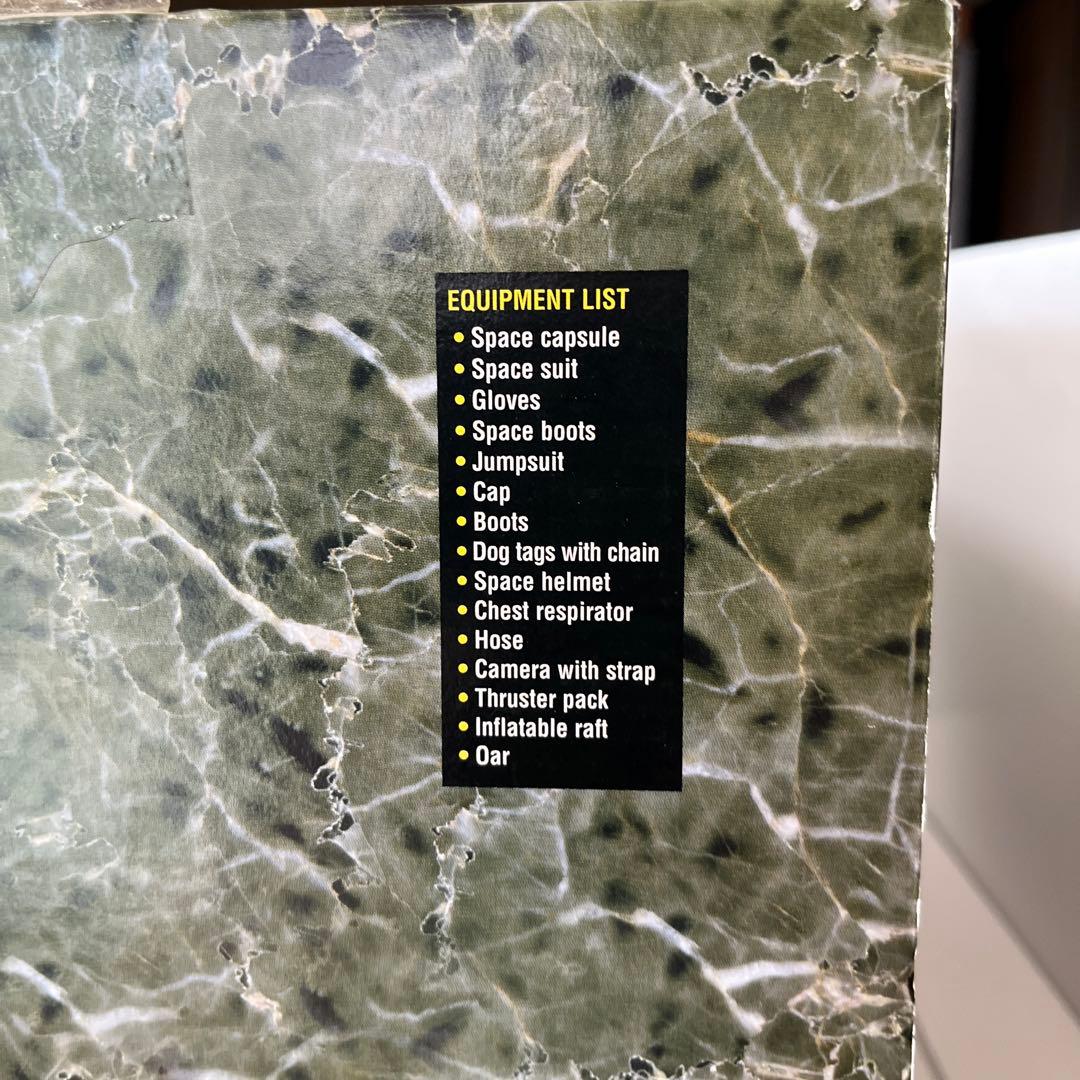 EQUIPMENT LIST
• Space capsule
• Space suit
• Gloves
• Space boots
• Jumpsuit
• Cap
• Boots
• Dog tags with chain
• Space helmet
• Chest respirator
• Hose
• Camera with strap
• Thruster pack
• Inflatable raft
• Oar